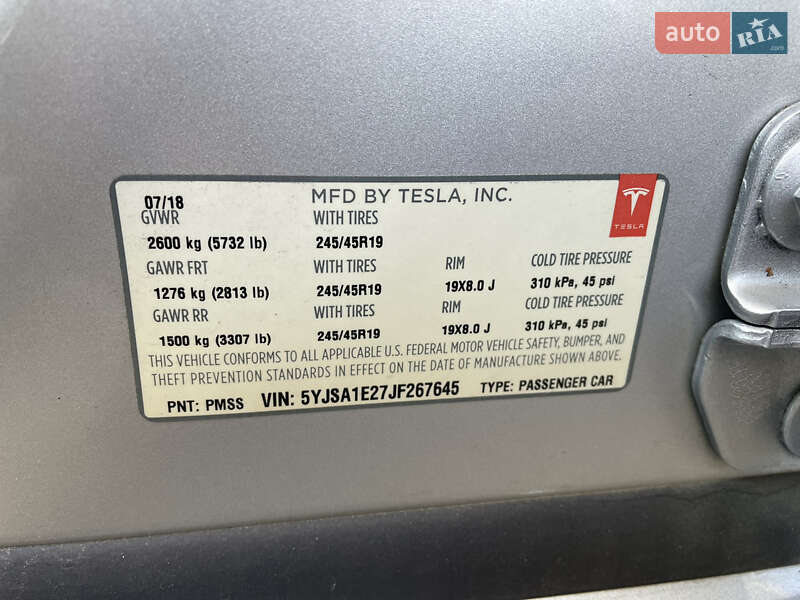 auto RIA
07/18 MFD BY TESLA, INC.
GVWR WITH TIRES
TESLA
2600 kg (5732 lb) 245/45R19
GAWR FRT WITH TIRES RIM COLD TIRE PRESSURE
1276 kg (2813 lb) 245/45R19 19X8.0 J 310 kPa, 45 psi
GAWR RR WITH TIRES RIM COLD TIRE PRESSURE
1500 kg (3307 lb) 245/45R19 19X8.0 J 310 kPa, 45 psi
THIS VEHICLE CONFORMS TO ALL APPLICABLE U.S. FEDERAL MOTOR VEHICLE SAFETY, BUMPER, AND
THEFT PREVENTION STANDARDS IN EFFECT ON THE DATE OF MANUFACTURE SHOWN ABOVE.
PNT: PMSS VIN: 5YJSA1E27JF267645 TYPE: PASSENGER CAR